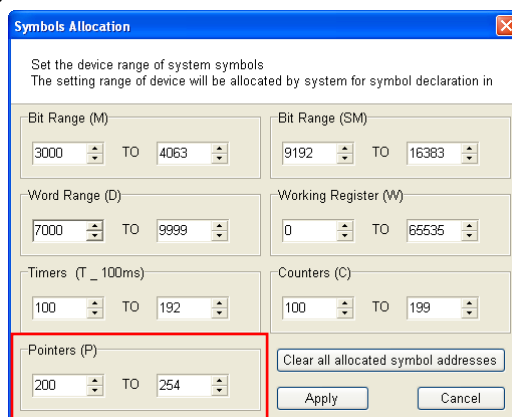 Symbols Allocation
Set the device range of system symbols
The setting range of device will be allocated by system for symbol declaration in
Bit Range (M)
3000 TO 4063
Bit Range (SM)
9192 TO 16383
Word Range (D)
7000 TO 9999
Working Register (W)
0 TO 65535
Timers (T _ 100ms)
100 TO 192
Counters (C)
100 TO 199
Pointers (P)
200 TO 254
Clear all allocated symbol addresses
Apply Cancel